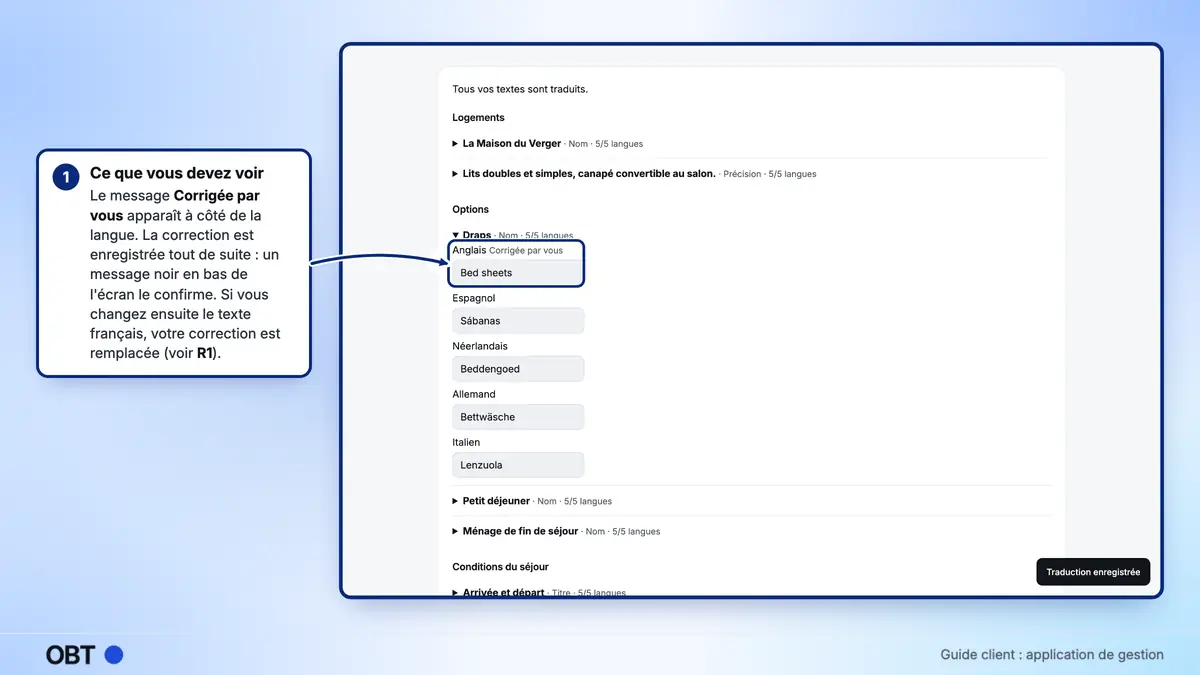 1
Ce que vous devez voir
Le message Corrigée par
vous apparaît à côté de la
langue. La correction est
enregistrée tout de suite : un
message noir en bas de
l'écran le confirme. Si vous
changez ensuite le texte
français, votre correction est
remplacée (voir R1).
Tous vos textes sont traduits.
Logements
▶ La Maison du Verger · Nom · 5/5 langues
▶ Lits doubles et simples, canapé convertible au salon. · Précision · 5/5 langues
Options
▼ Draps · Nom · 5/5 langues
Anglais Corrigée par vous
Bed sheets
Espagnol
Sábanas
Néerlandais
Beddengoed
Allemand
Bettwäsche
Italien
Lenzuola
▶ Petit déjeuner · Nom · 5/5 langues
▶ Ménage de fin de séjour · Nom · 5/5 langues
Conditions du séjour
▶ Arrivée et départ · Titre · 5/5 langues
Traduction enregistrée
OBT
Guide client : application de gestion